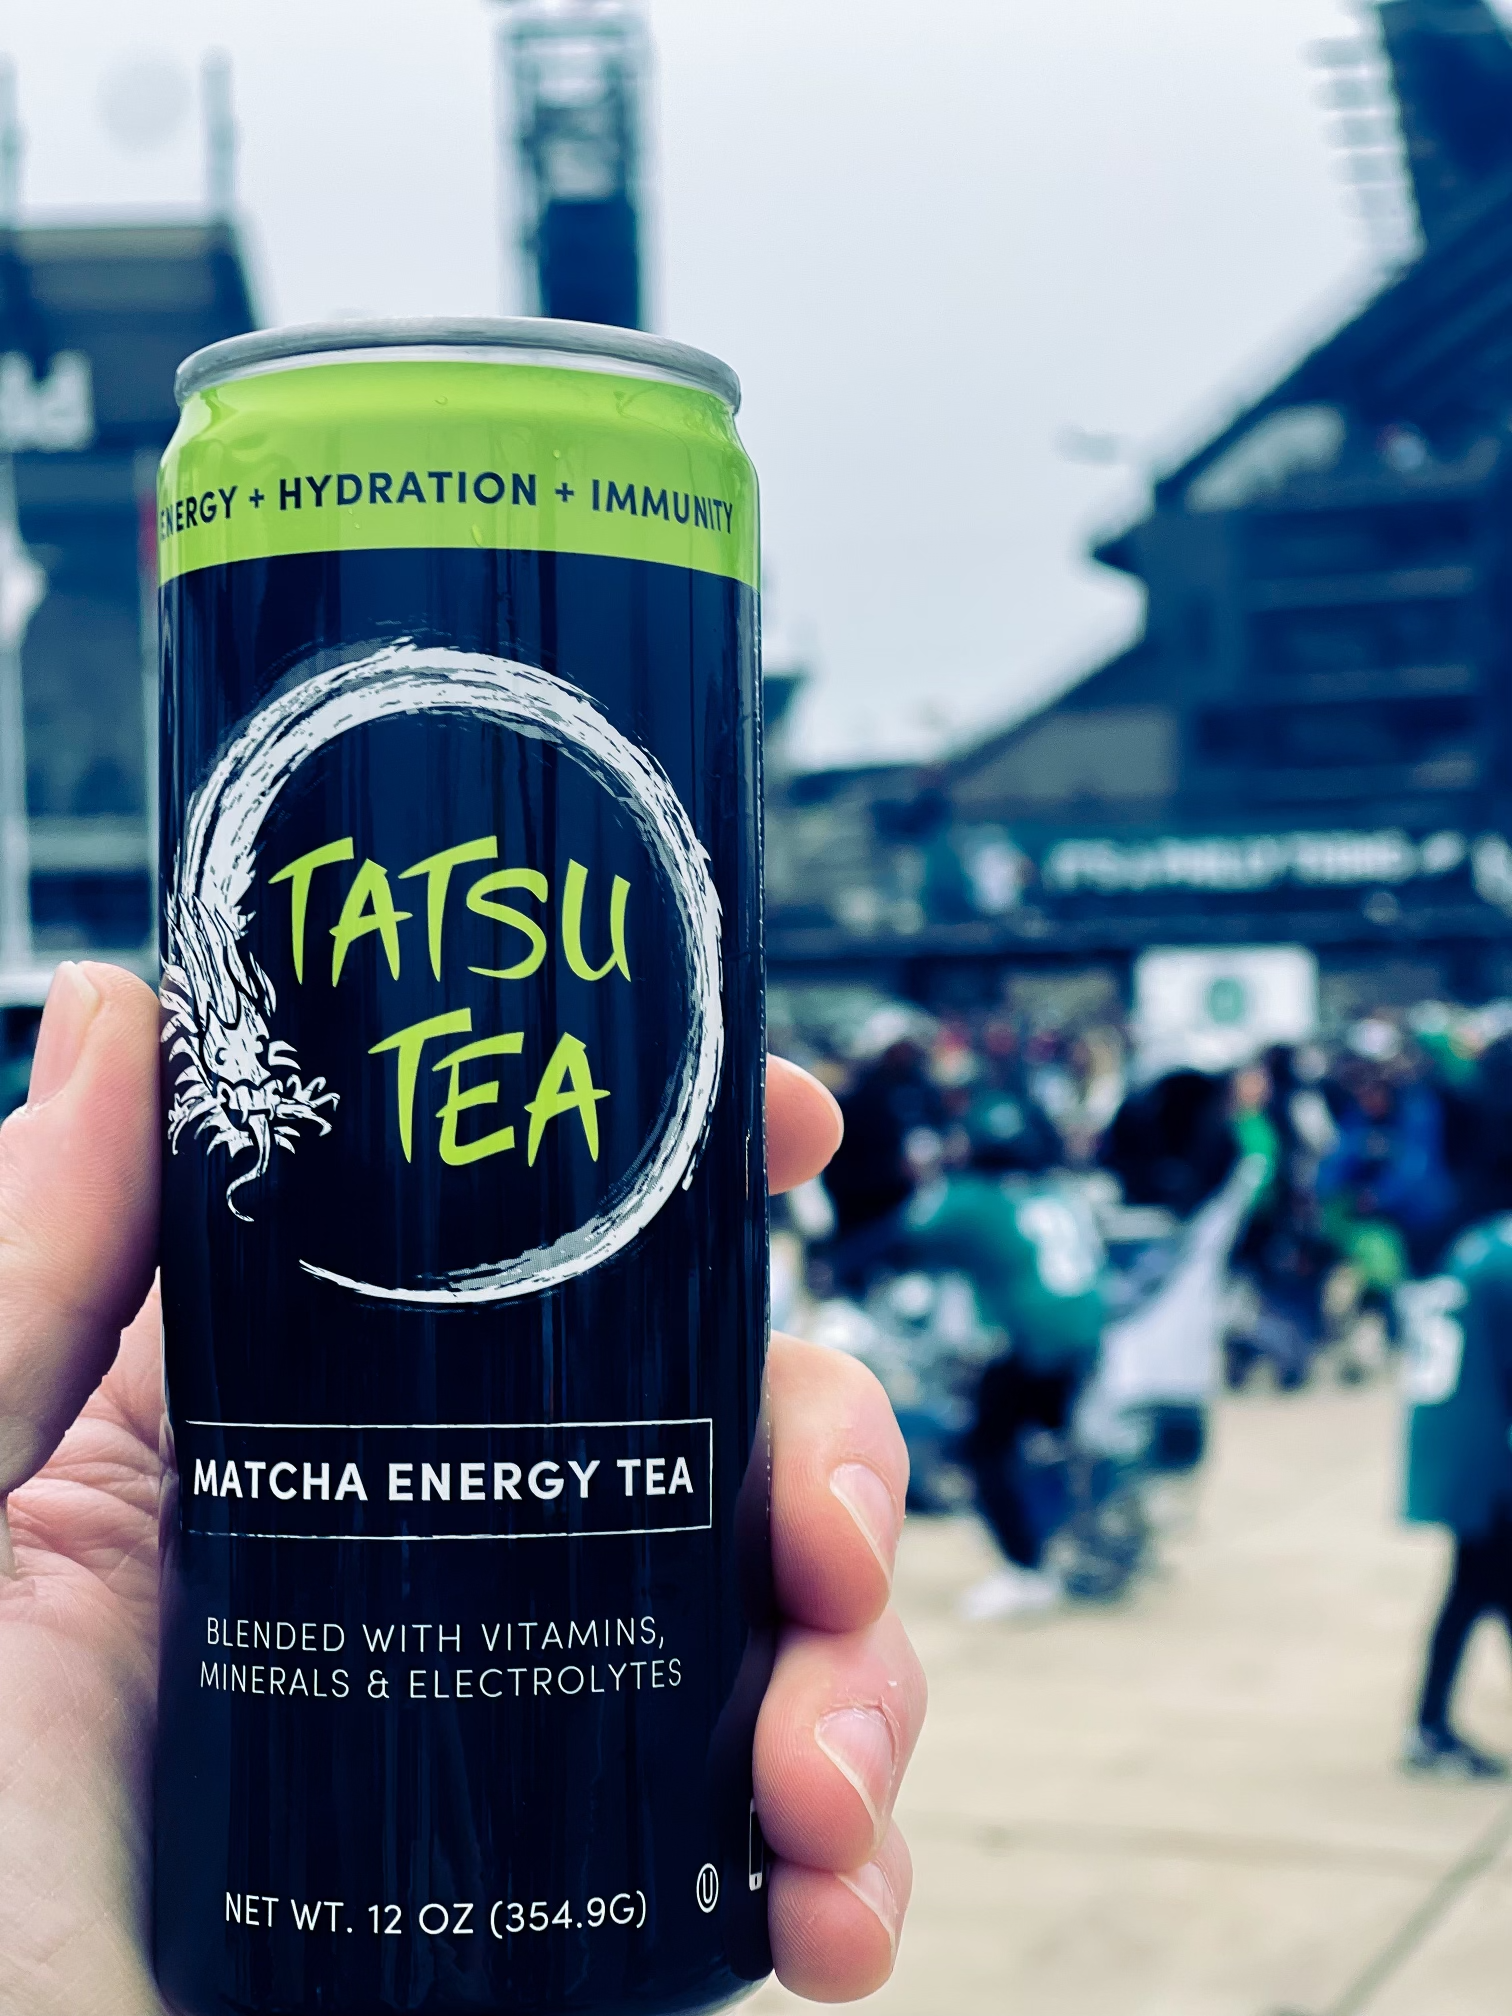 ENERGY + HYDRATION + IMMUNITY
TATSU
TEA
MATCHA ENERGY TEA
BLENDED WITH VITAMINS,
MINERALS & ELECTROLYTES
NET WT. 12 OZ (354.9G)
U